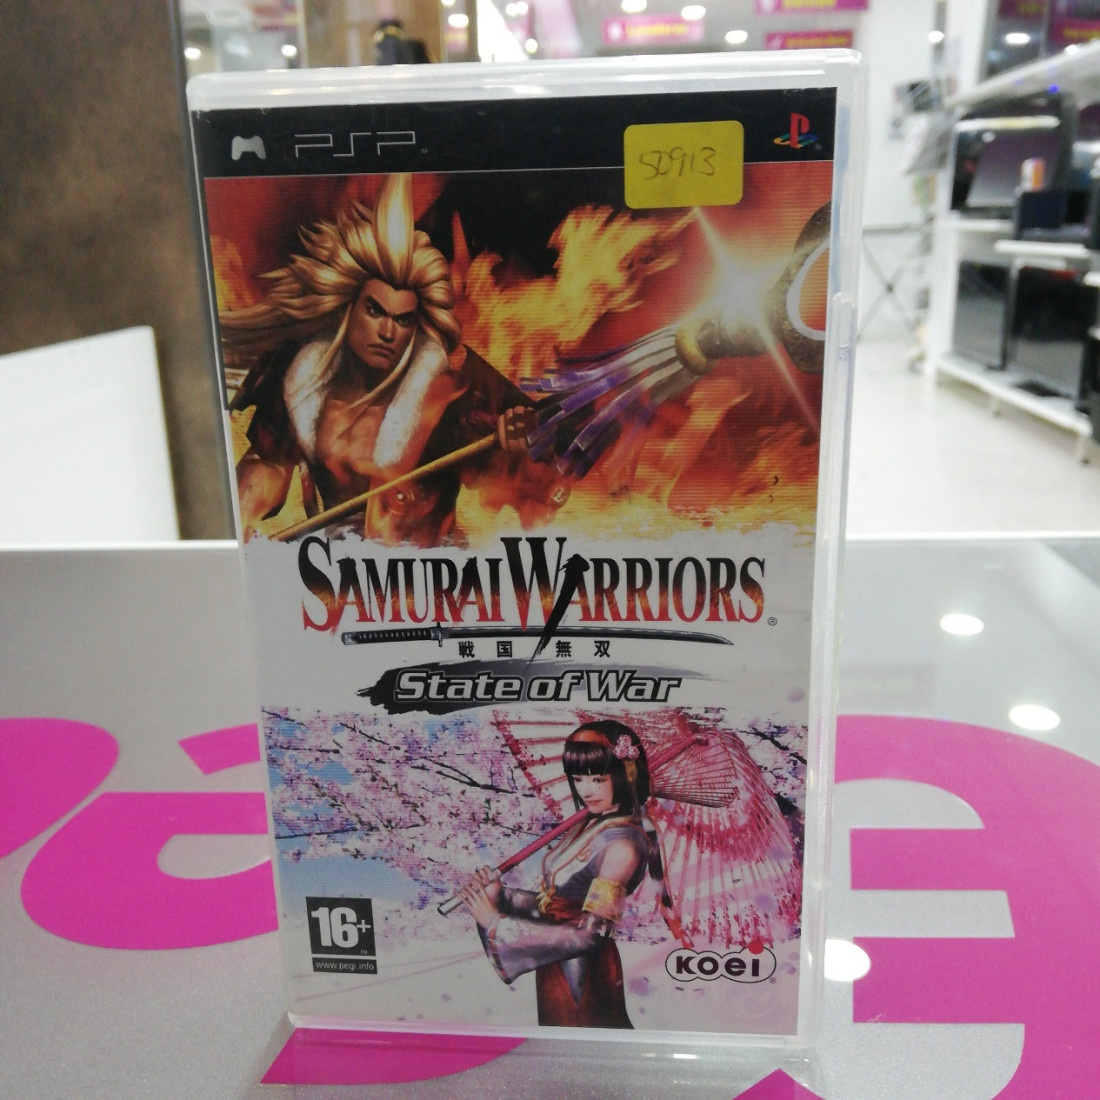 PSP
50913
SAMURAI WARRIORS
戦国無双
State of War
16+
www.pegi.info
KOEI